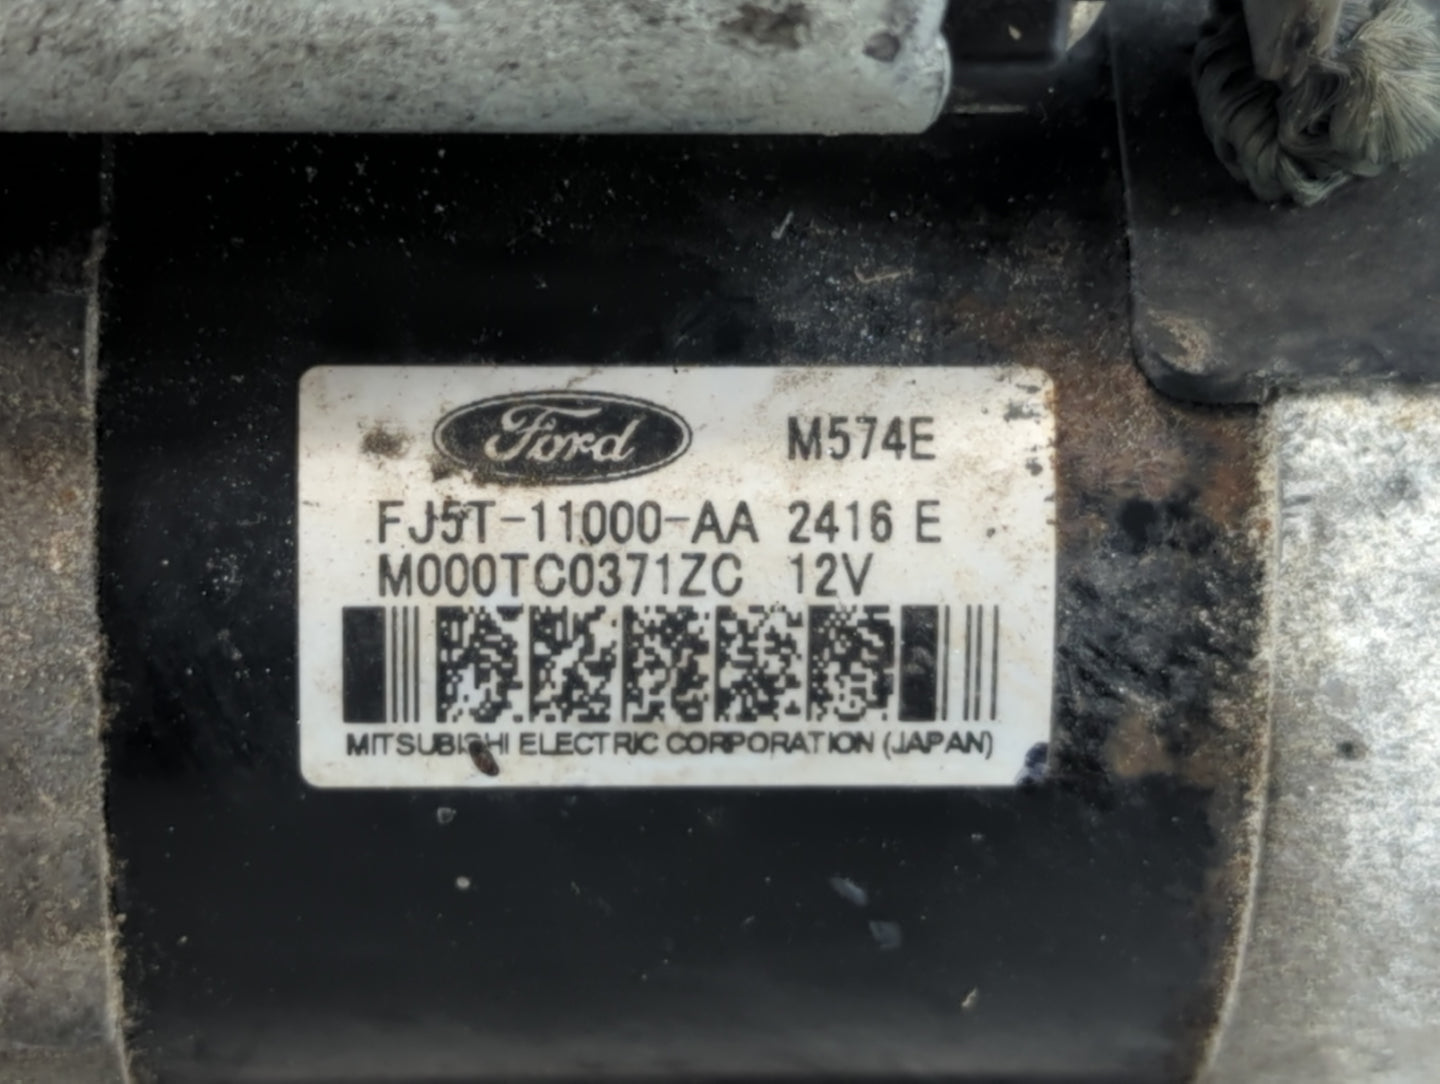 Ford M574E
FJ5T-11000-AA 2416 E
M000TC0371ZC 12V
MITSUBISHI ELECTRIC CORPORATION (JAPAN)